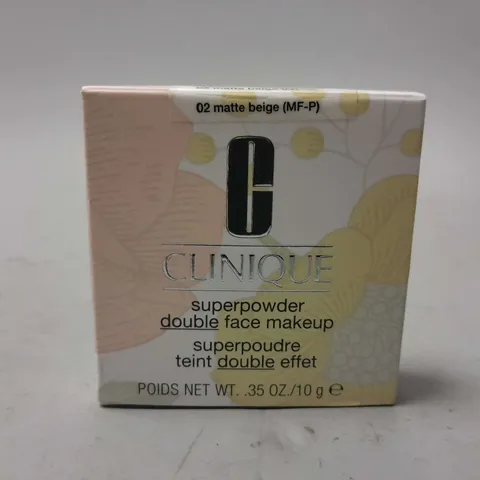 02 matte beige (MF-P)
CLINIQUE
superpowder
double face makeup
superpoudre
teint double effet
POIDS NET WT. .35 OZ./10 g ℮